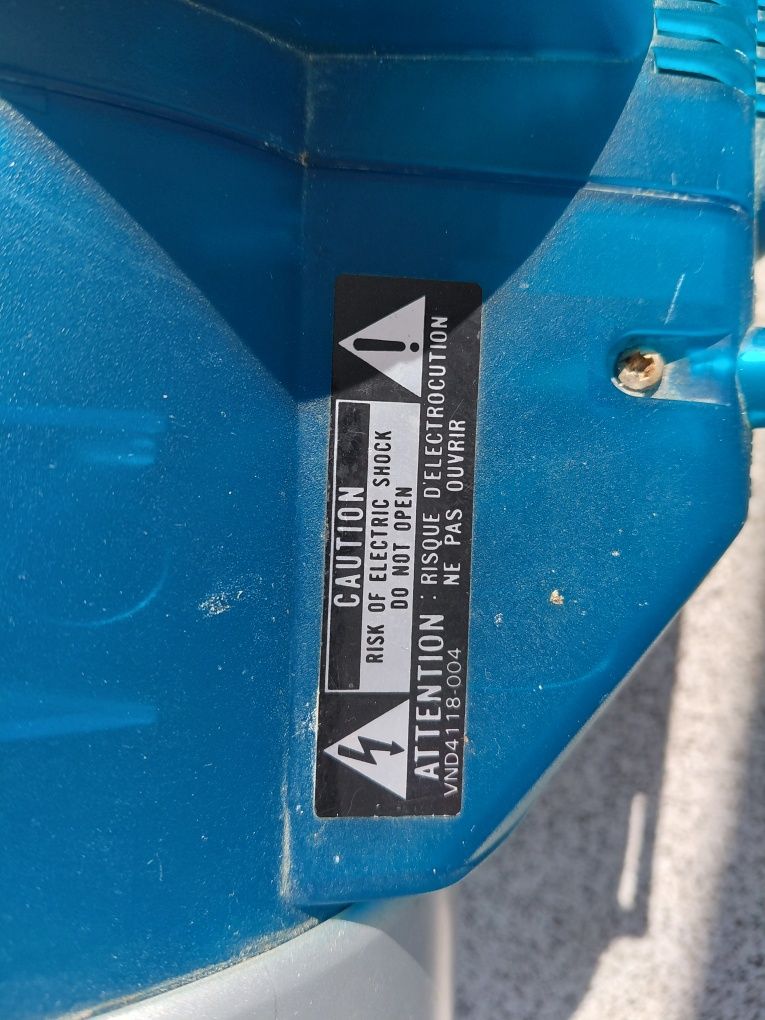 CAUTION
RISK OF ELECTRIC SHOCK
DO NOT OPEN
ATTENTION : RISQUE D'ELECTROCUTION
NE PAS OUVRIR
VND4118-004